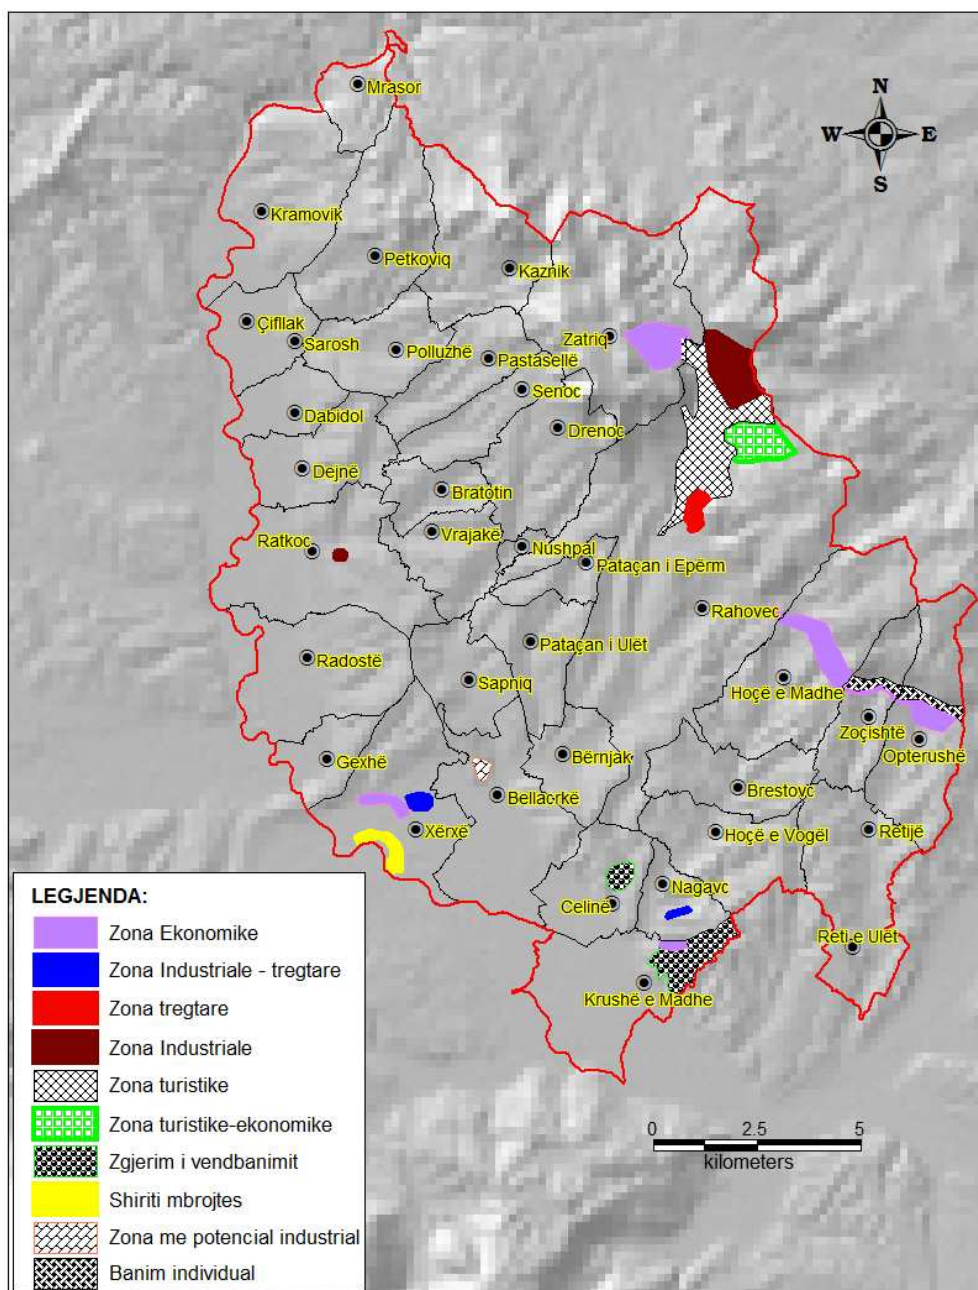 Mrasor
N
W E
S
Kramovik
Petkoviq
Kaznik
Çifllak
Sarosh
Polluzhë
Pastasellë
Zatriq
Senoc
Dabidol
Drenoc
Dejnë
Bratotin
Vrajakë
Ratkoc
Nushpal
Pataçan i Epërm
Rahovec
Pataçan i Ulët
Radostë
Sapniq
Hoçë e Madhe
Zoçishtë
Opterushë
Gexhë
Bërnjak
Bellacrkë
Brestovc
Xërxë
Hoçë e Vogël
Retijë
Nagavc
Celinë
Reti e Ulët
Krushë e Madhe
LEGJENDA:
Zona Ekonomike
Zona Industriale - tregtare
Zona tregtare
Zona Industriale
Zona turistike
Zona turistike-ekonomike
Zgjerim i vendbanimit
Shiriti mbrojtes
Zona me potencial industrial
Banim individual
0 2.5 5
kilometers